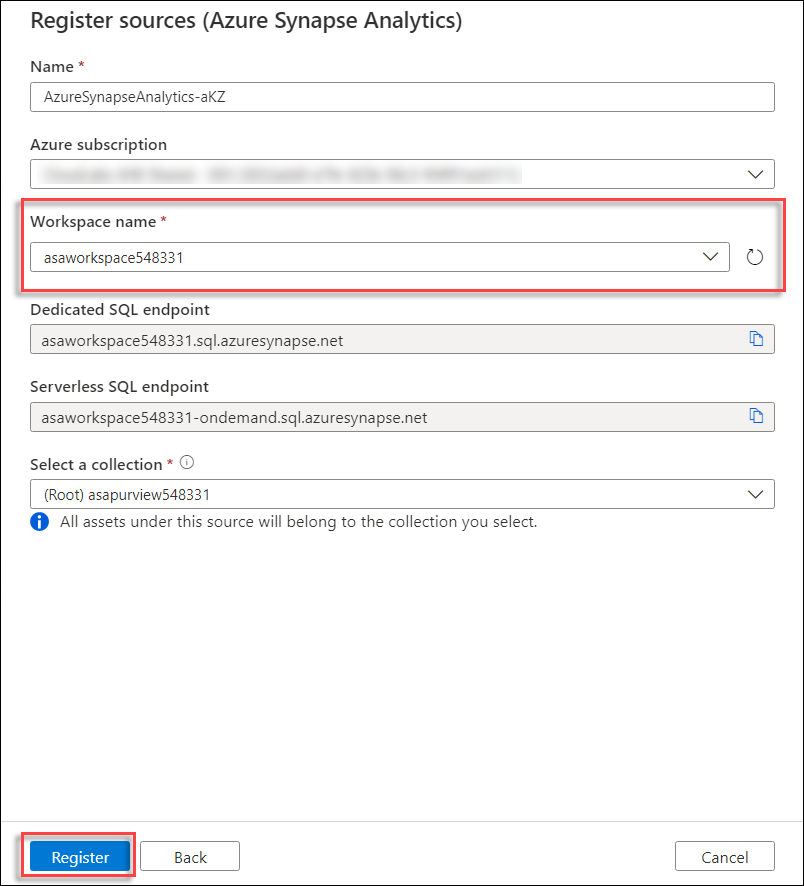 Register sources (Azure Synapse Analytics)
Name *
AzureSynapseAnalytics-aKZ
Azure subscription
Workspace name *
asaworkspace548331
Dedicated SQL endpoint
asaworkspace548331.sql.azuresynapse.net
Serverless SQL endpoint
asaworkspace548331-ondemand.sql.azuresynapse.net
Select a collection *
(Root) asapurview548331
All assets under this source will belong to the collection you select.
Register Back Cancel